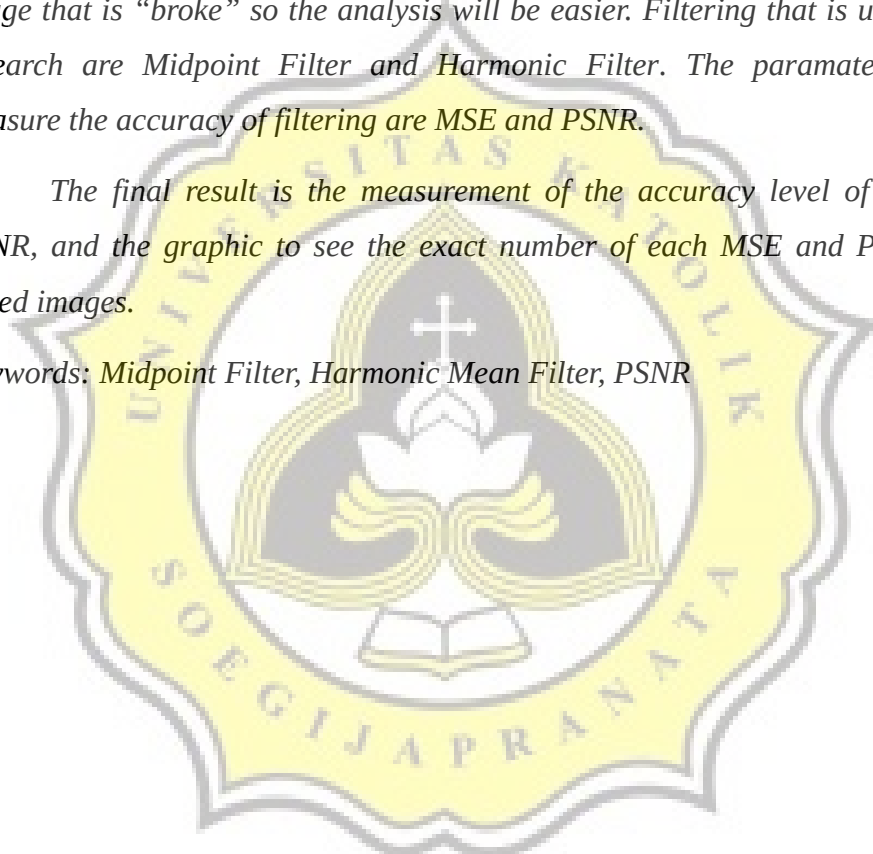 ge that is “broke” so the analysis will be easier. Filtering that is u
earch are Midpoint Filter and Harmonic Filter. The paramate
asure the accuracy of filtering are MSE and PSNR.
The final result is the measurement of the accuracy level of
NR, and the graphic to see the exact number of each MSE and P
ed images.
ywords: Midpoint Filter, Harmonic Mean Filter, PSNR
UNIVERSITAS KATOLIK
SOEGIJAPRANATA